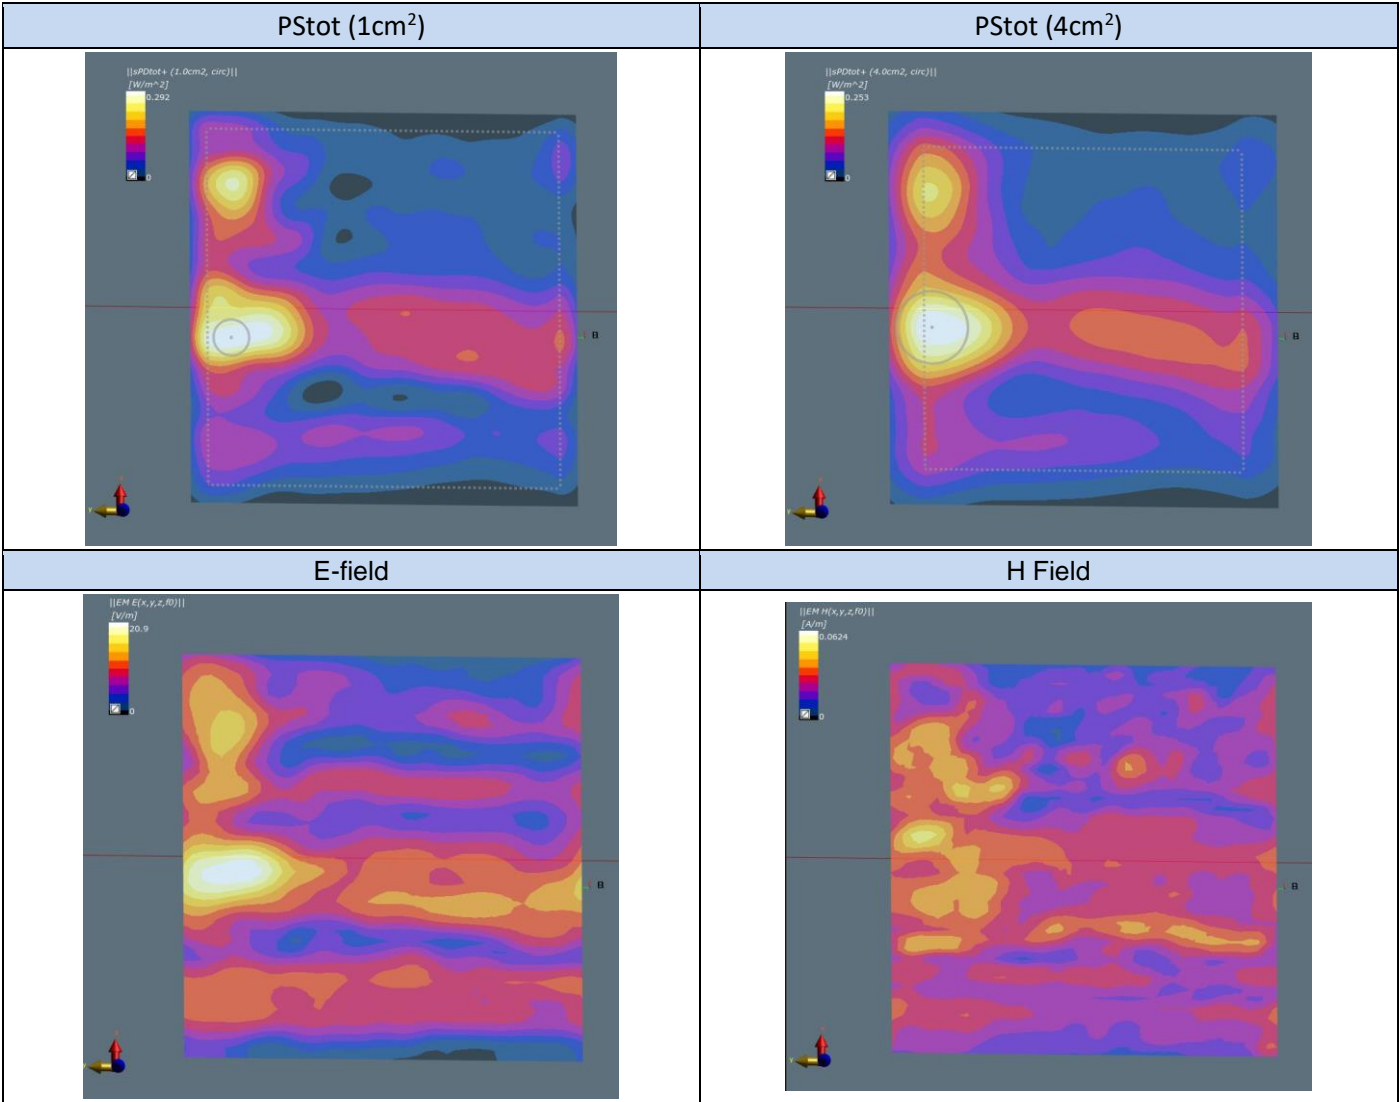 PStot (1cm²)
PStot (4cm²)
||sPDtot+ (1.0cm2, circ)||
[W/m^2]
0.292
0
||sPDtot+ (4.0cm2, circ)||
[W/m^2]
0.253
0
E-field
H Field
||EM E(x,y,z,f0)||
[V/m]
20.9
0
||EM H(x,y,z,f0)||
[A/m]
0.0624
0